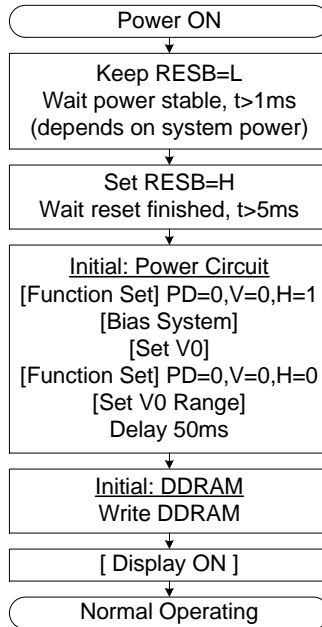 Power ON
Keep RESB=L
Wait power stable, t>1ms
(depends on system power)
Set RESB=H
Wait reset finished, t>5ms
Initial: Power Circuit
[Function Set] PD=0,V=0,H=1
[Bias System]
[Set V0]
[Function Set] PD=0,V=0,H=0
[Set V0 Range]
Delay 50ms
Initial: DDRAM
Write DDRAM
[ Display ON ]
Normal Operating